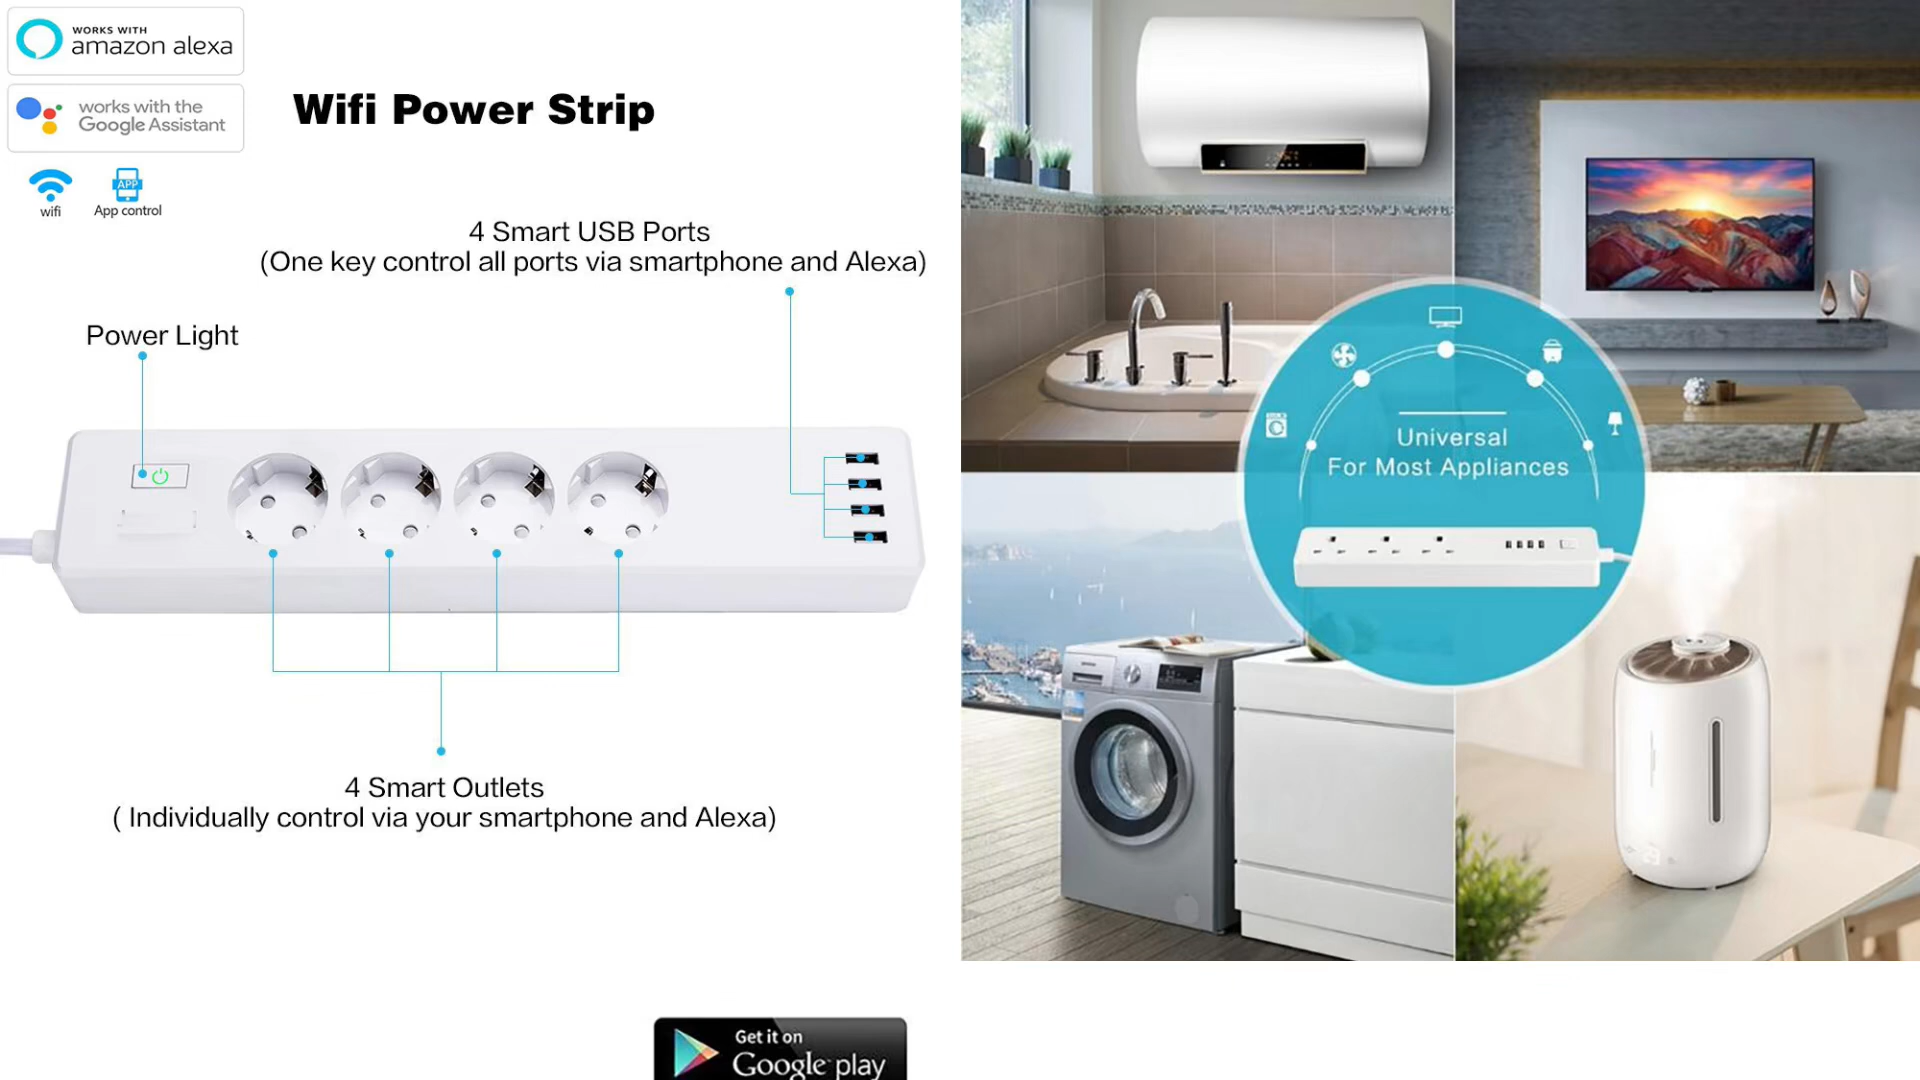 WORKS WITH
amazon alexa
works with the
Google Assistant
wifi
APP
App control
Wifi Power Strip
4 Smart USB Ports
(One key control all ports via smartphone and Alexa)
Power Light
4 Smart Outlets
( Individually control via your smartphone and Alexa)
Universal
For Most Appliances
Get it on
Google play